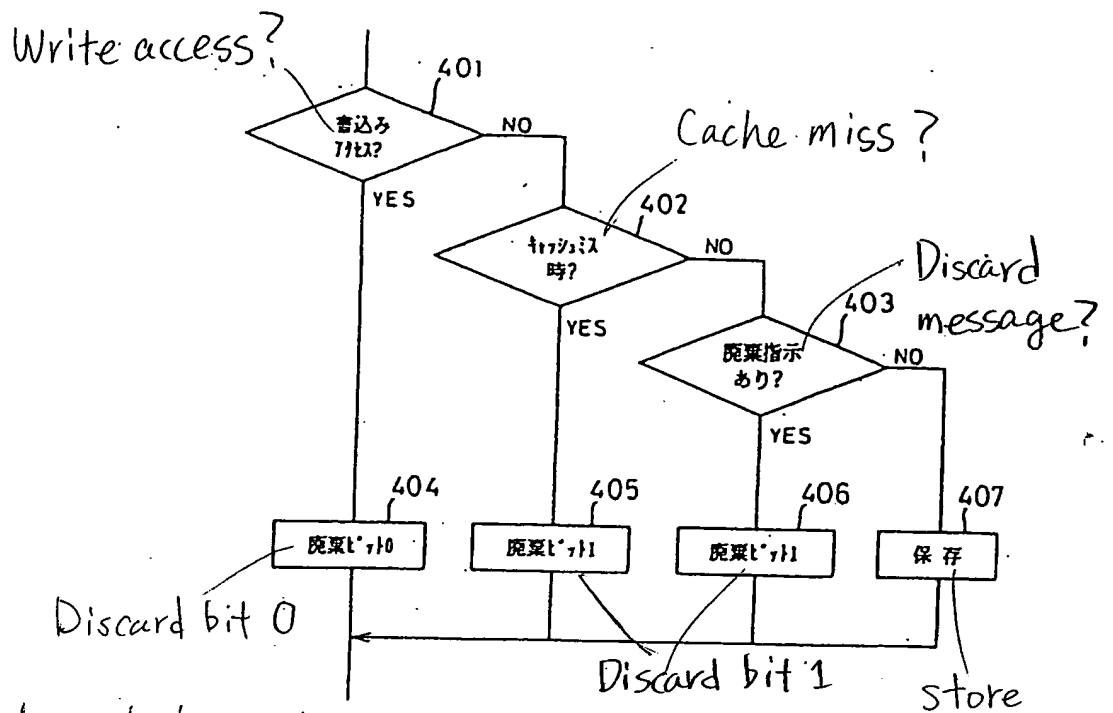 Write access?
401
書込み
アクセス?
NO
YES
Cache miss?
402
キャッシュミス
時?
NO
YES
Discard
message?
403
廃棄指示
あり?
NO
YES
404
廃棄ビット0
405
廃棄ビット1
406
廃棄ビット1
407
保存
Discard bit 0
Discard bit 1
store